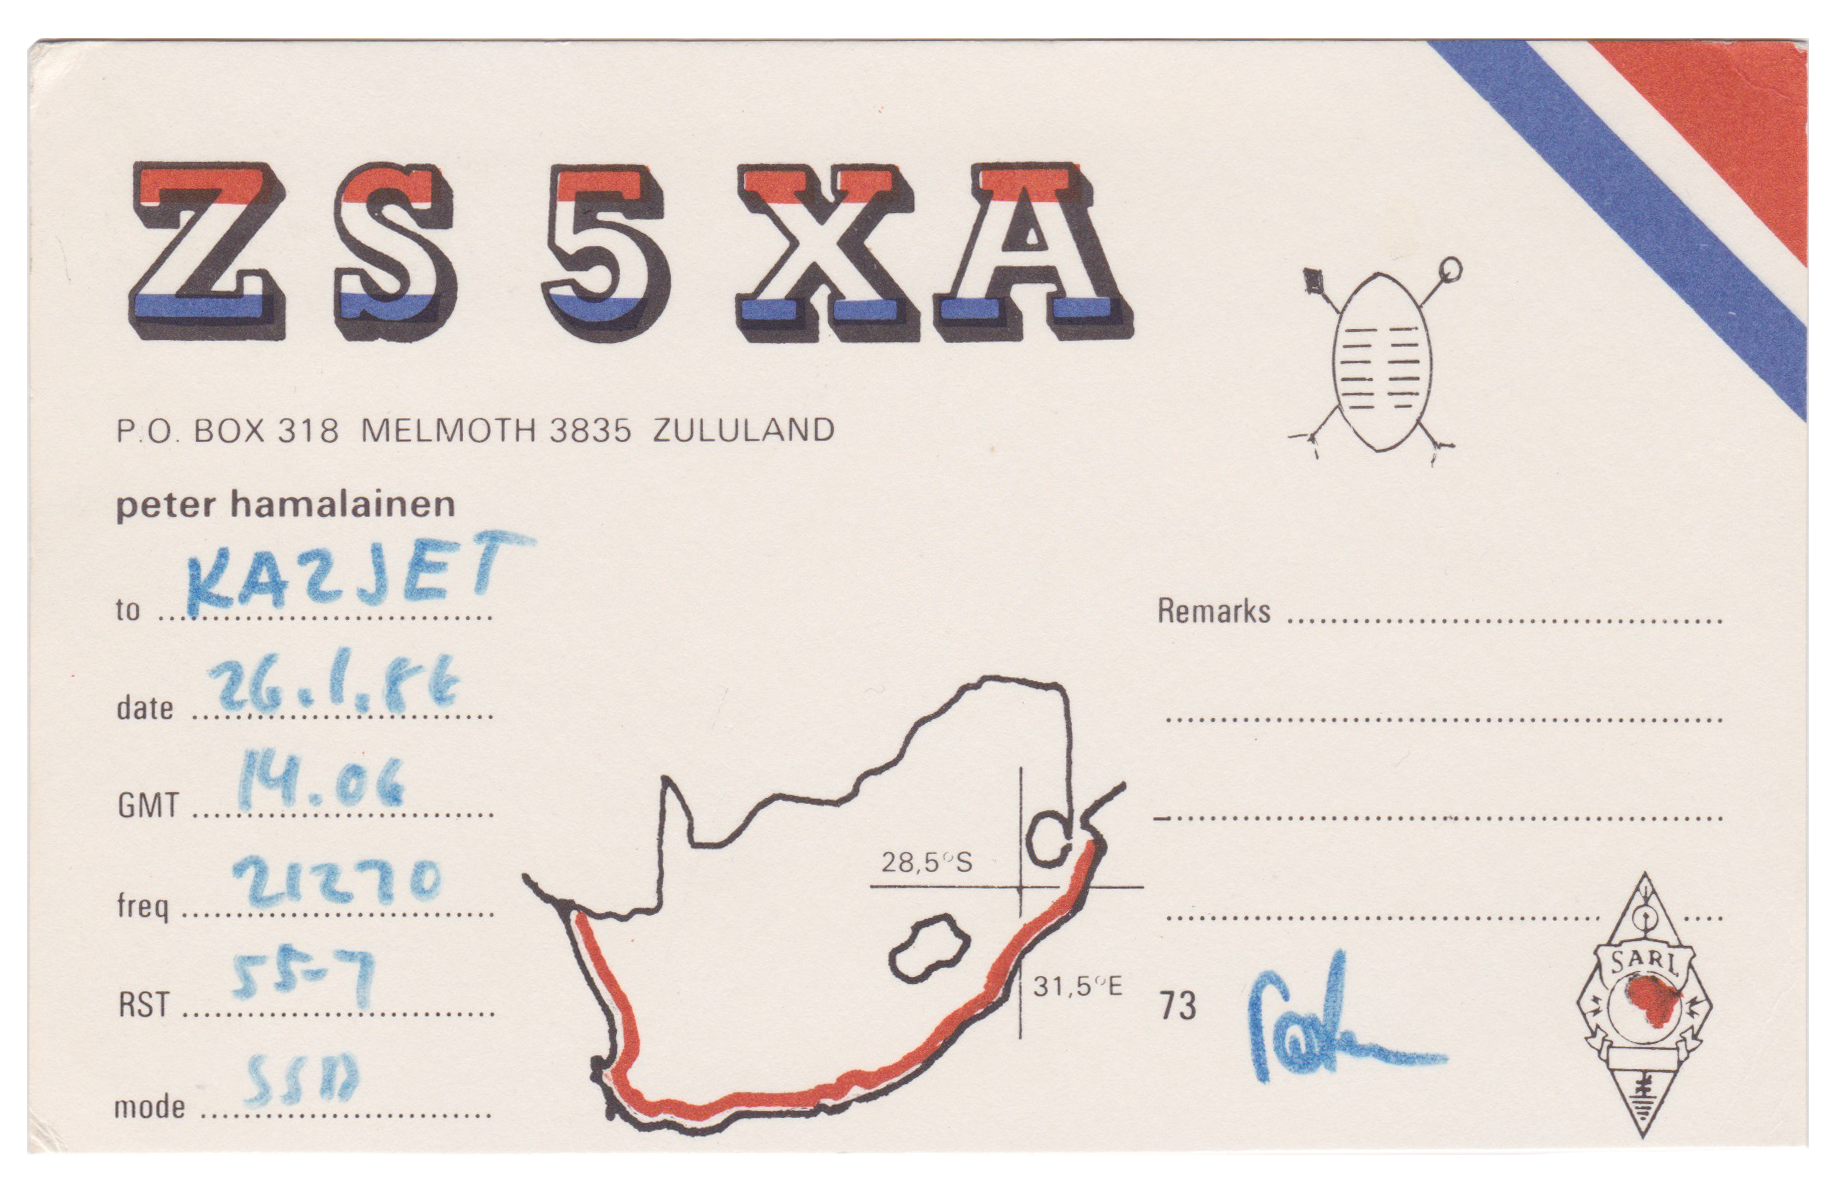 ZS 5 XA
P.O. BOX 318 MELMOTH 3835 ZULULAND
peter hamalainen
to KA2JET
date 26.1.86
GMT 14.06
freq 21270
RST 55-7
mode SSB
Remarks
28,5°S
31,5°E
73
SARL